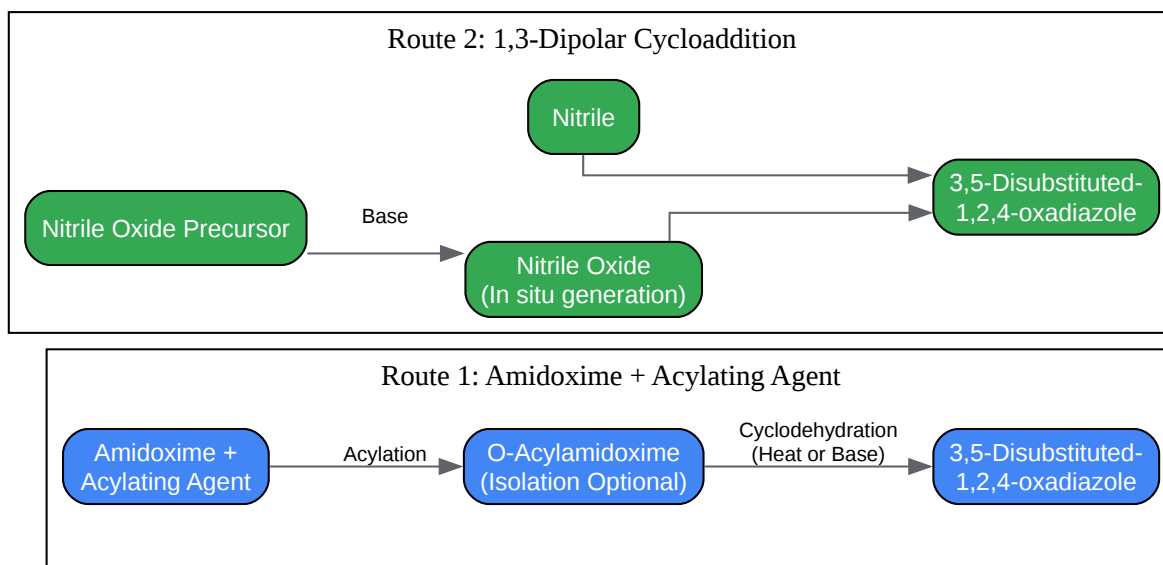 Route 2: 1,3-Dipolar Cycloaddition
Nitrile
Nitrile Oxide Precursor
Base
Nitrile Oxide
(In situ generation)
3,5-Disubstituted-
1,2,4-oxadiazole
Route 1: Amidoxime + Acylating Agent
Amidoxime +
Acylating Agent
Acylation
O-Acylamidoxime
(Isolation Optional)
Cyclodehydration
(Heat or Base)
3,5-Disubstituted-
1,2,4-oxadiazole